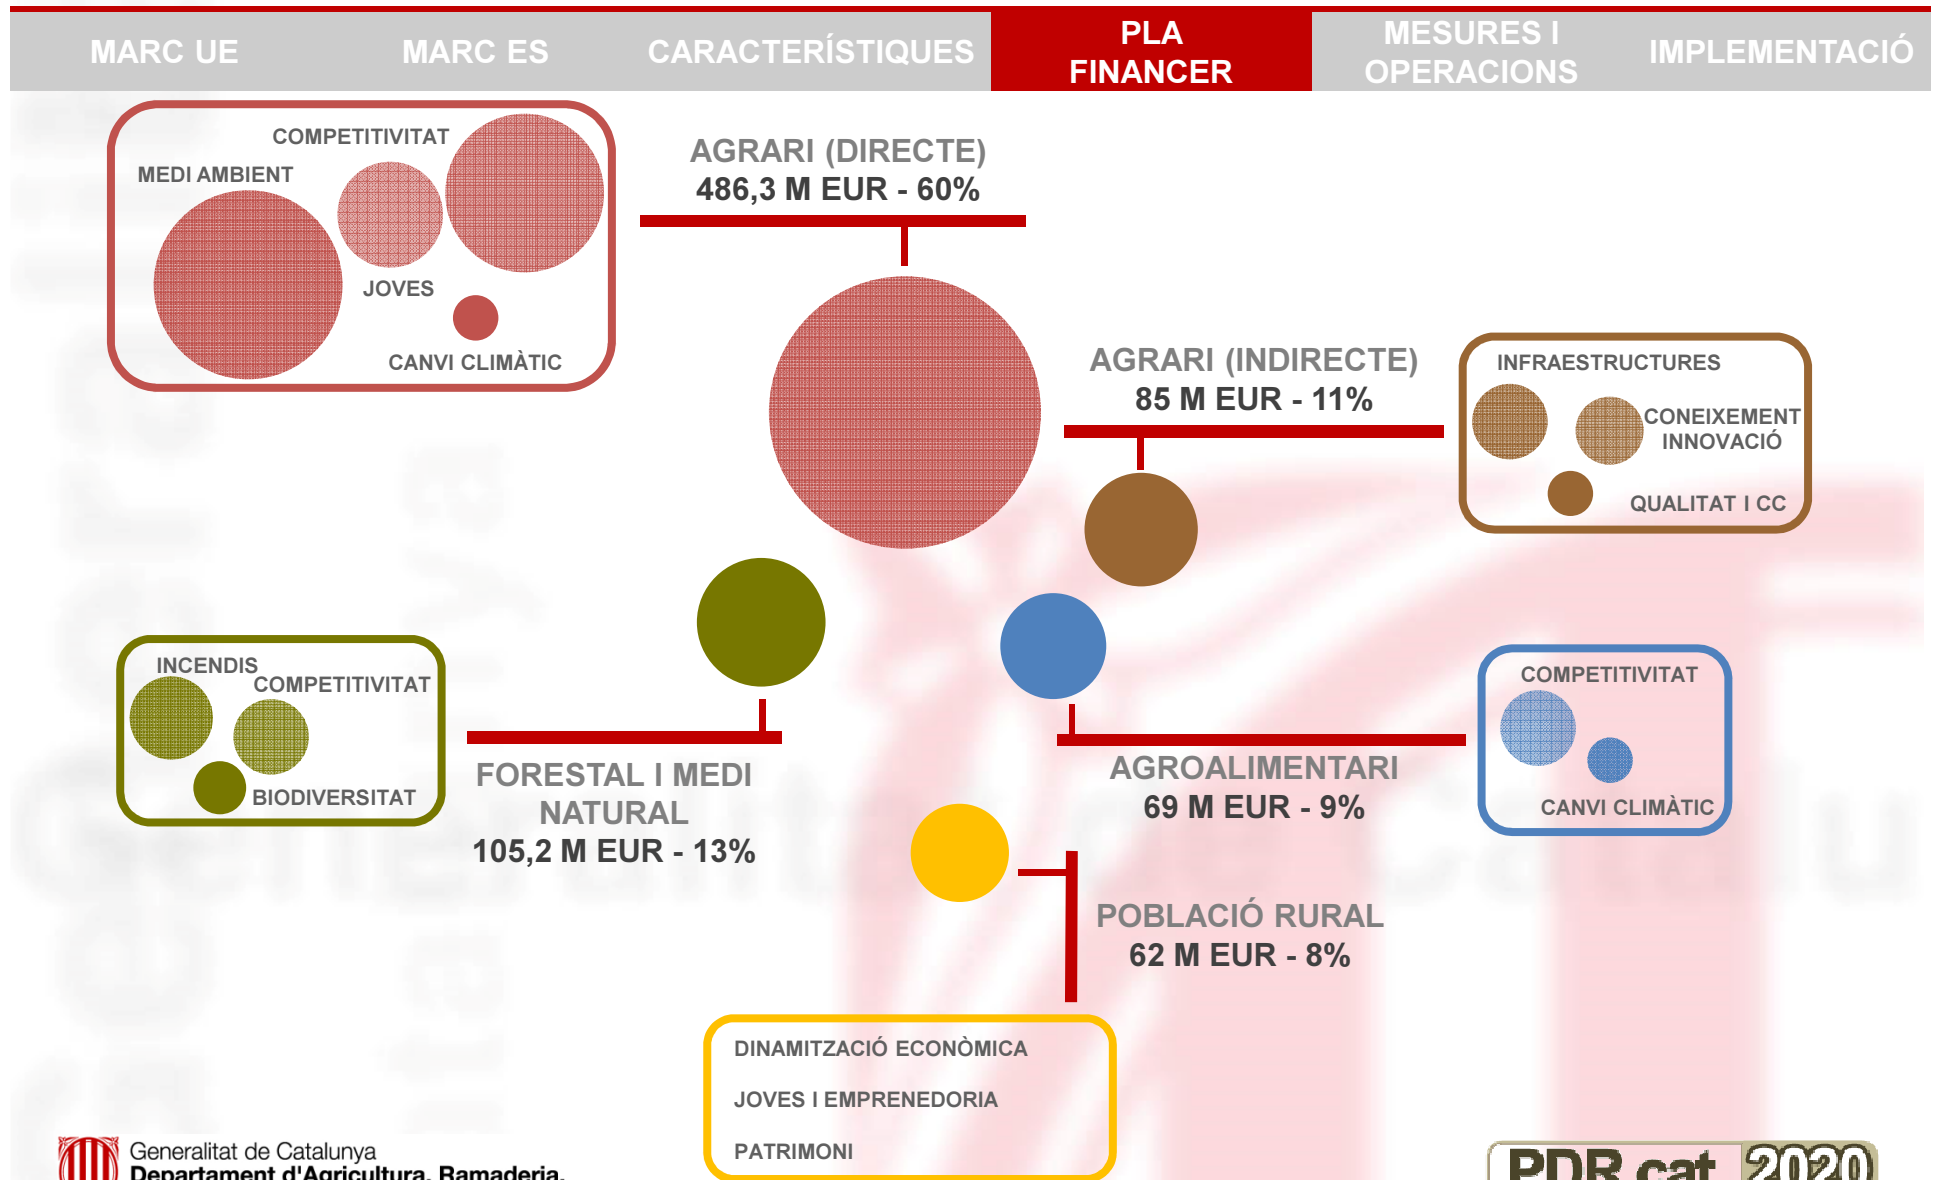 MARC UE
MARC ES
CARACTERÍSTIQUES
PLA
FINANCER
MESURES I
OPERACIONS
IMPLEMENTACIÓ
COMPETITIVITAT
MEDI AMBIENT
JOVES
CANVI CLIMÀTIC
AGRARI (DIRECTE)
486,3 M EUR - 60%
AGRARI (INDIRECTE)
85 M EUR - 11%
INFRAESTRUCTURES
CONEIXEMENT
INNOVACIÓ
QUALITAT I CC
INCENDIS
COMPETITIVITAT
BIODIVERSITAT
FORESTAL I MEDI
NATURAL
105,2 M EUR - 13%
COMPETITIVITAT
CANVI CLIMÀTIC
AGROALIMENTARI
69 M EUR - 9%
POBLACIÓ RURAL
62 M EUR - 8%
DINAMITZACIÓ ECONÒMICA
JOVES I EMPRENEDORIA
PATRIMONI
Generalitat de Catalunya
Departament d'Agricultura, Ramaderia,
PDR.cat 2020